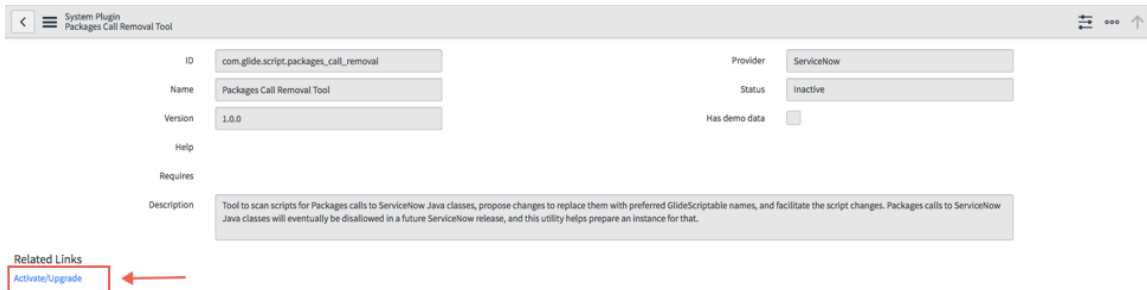 System Plugin
Packages Call Removal Tool
ID com.glide.script.packages_call_removal
Provider ServiceNow
Name Packages Call Removal Tool
Status Inactive
Version 1.0.0
Has demo data
Help
Requires
Description Tool to scan scripts for Packages calls to ServiceNow Java classes, propose changes to replace them with preferred GlideScriptable names, and facilitate the script changes. Packages calls to ServiceNow
Java classes will eventually be disallowed in a future ServiceNow release, and this utility helps prepare an instance for that.
Related Links
Activate/Upgrade